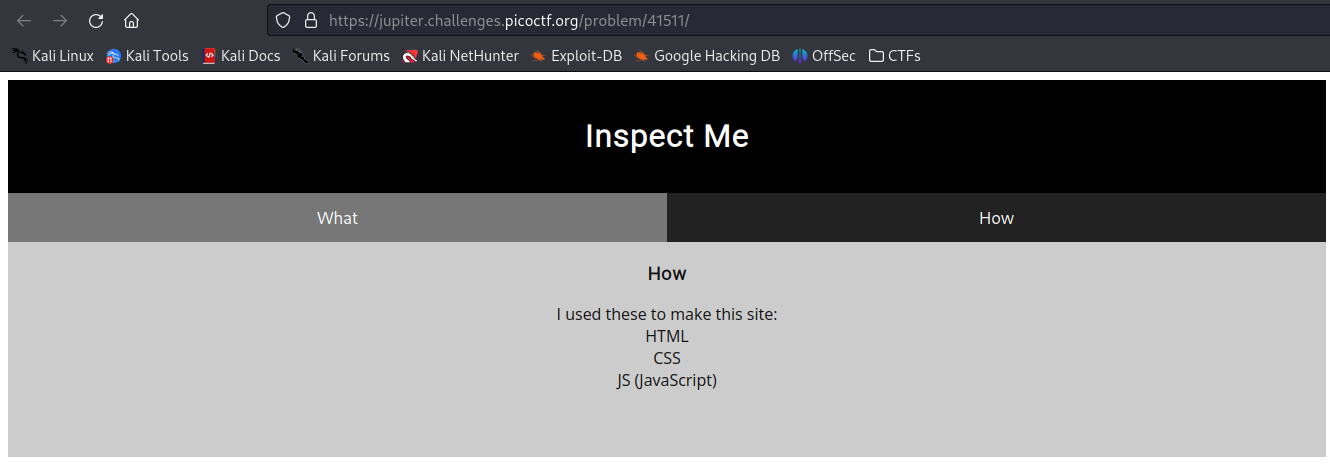 https://jupiter.challenges.picoctf.org/problem/41511/
Kali Linux Kali Tools Kali Docs Kali Forums Kali NetHunter Exploit-DB Google Hacking DB OffSec CTFs
Inspect Me
What How
How
I used these to make this site:
HTML
CSS
JS (JavaScript)